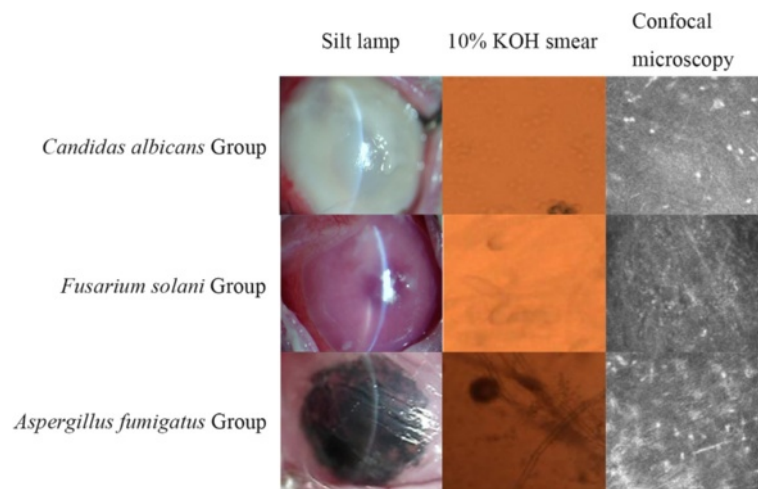 Silt lamp
10% KOH smear
Confocal
microscopy
Candidas albicans Group
Fusarium solani Group
Aspergillus fumigatus Group